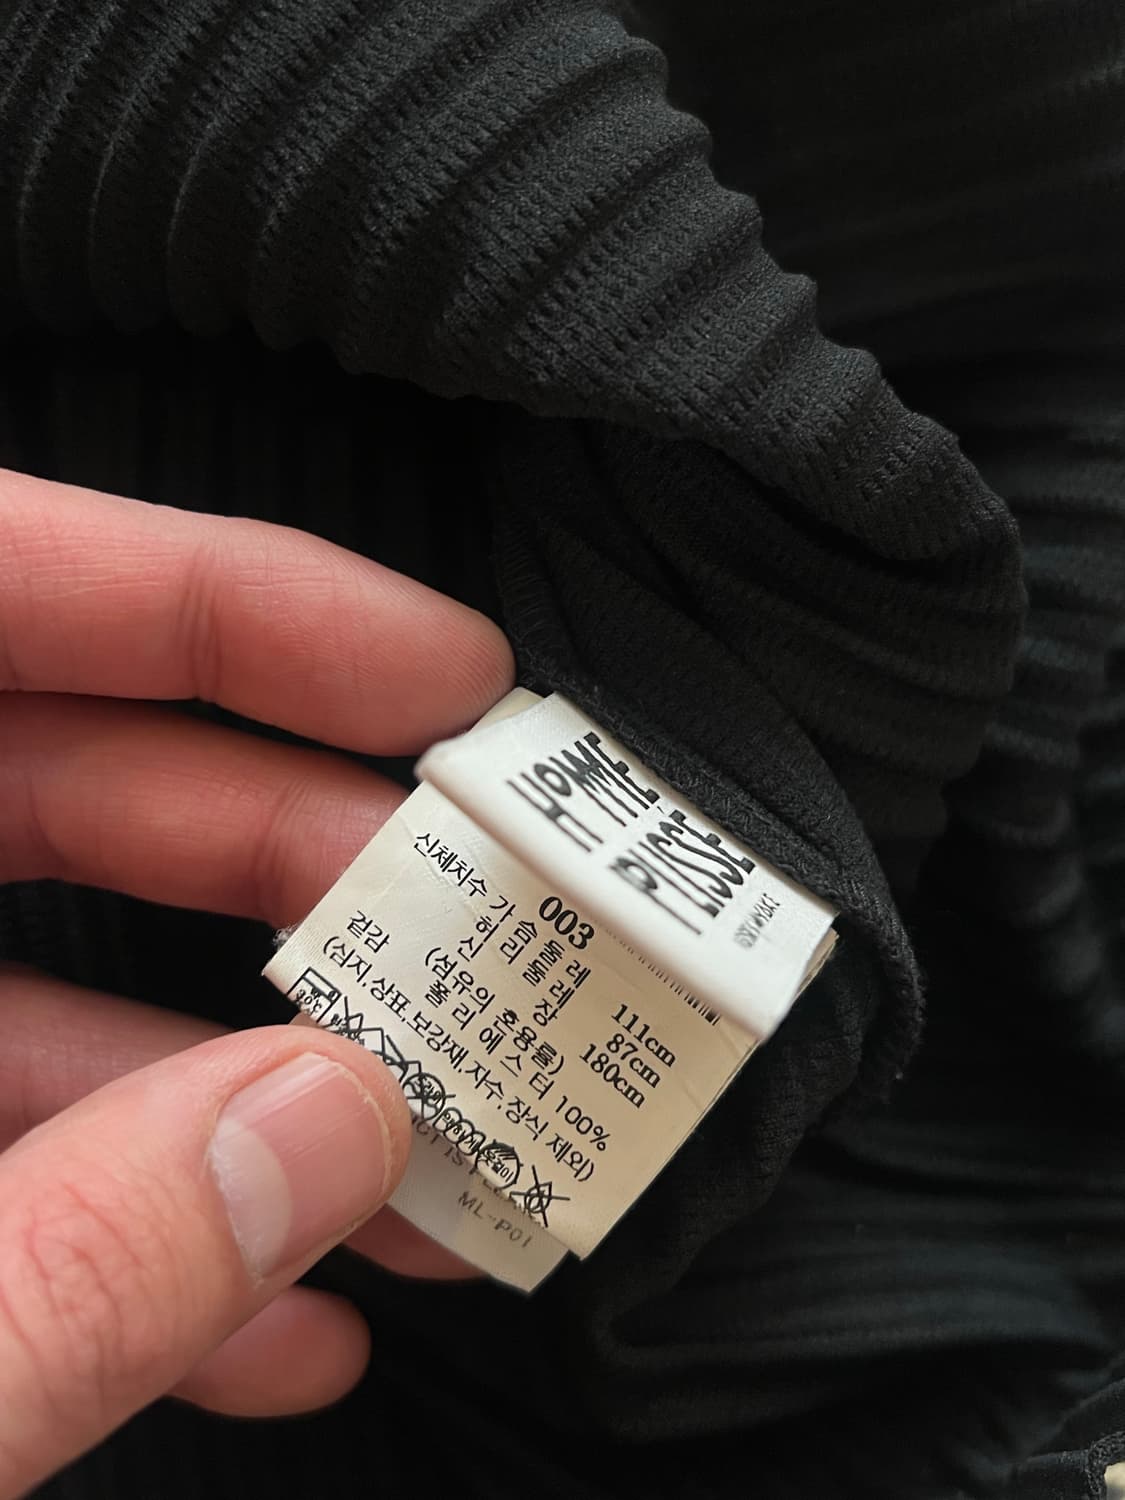 HOMME
PLISSÉ
003
신체치수 가 슴 둘 레 111cm
허 리 둘 레 87cm
신 장 180cm
(섬유의 혼용률)
겉감 폴 리 에 스 터 100%
(심지,상표,보강재,자수,장식 제외)
ML-P01